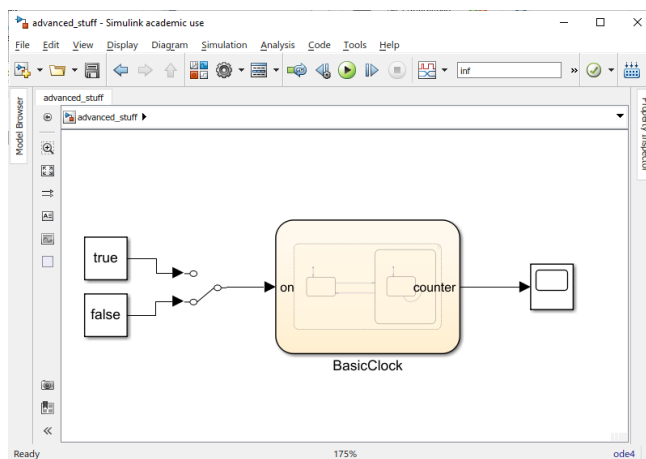 advanced_stuff - Simulink academic use
File Edit View Display Diagram Simulation Analysis Code Tools Help
inf
»
Model Browser
advanced_stuff
advanced_stuff
Property Inspector
true
false
on
counter
BasicClock
Ready
175%
ode4